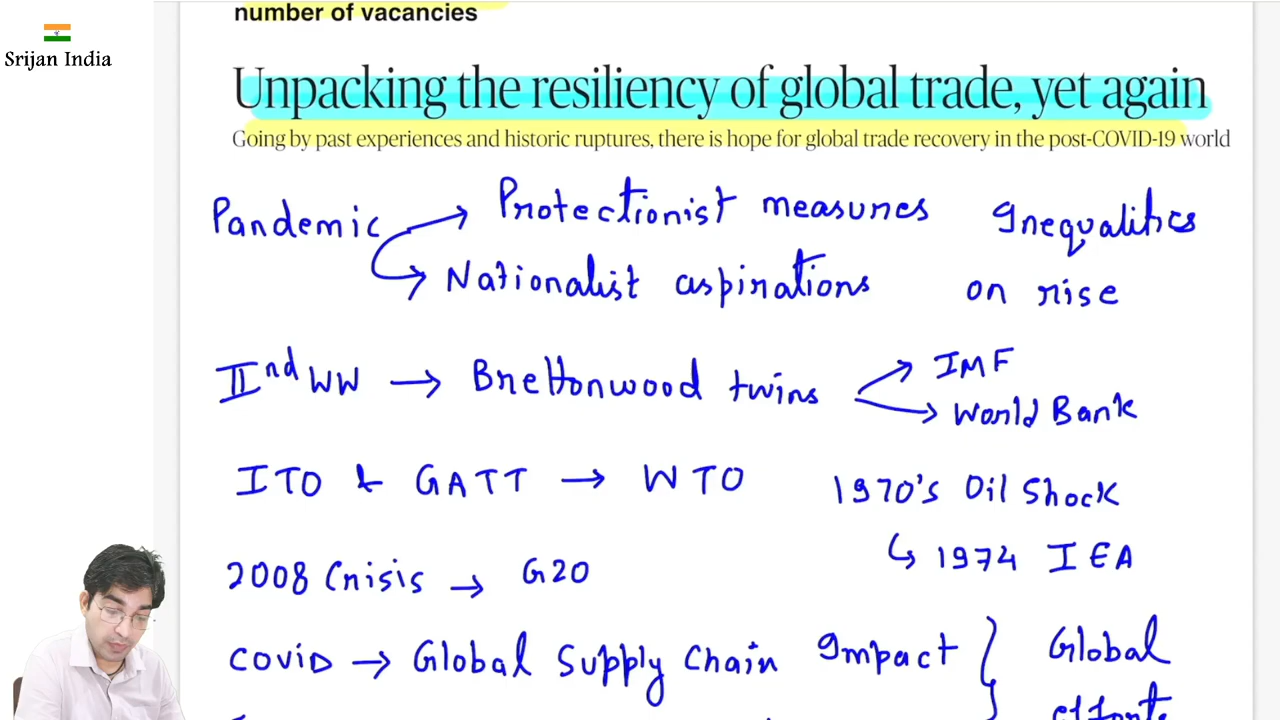 number of vacancies
Srijan India
Unpacking the resiliency of global trade, yet again
Going by past experiences and historic ruptures, there is hope for global trade recovery in the post-COVID-19 world
Pandemic → Protectionist measures Inequalities
→ Nationalist aspirations on rise
IInd WW → Brettonwood twins → IMF
→ World Bank
ITO & GATT → WTO 1970's Oil Shock
↳ 1974 IEA
2008 Crisis → G20
COVID → Global Supply Chain Impact } Global
efforts